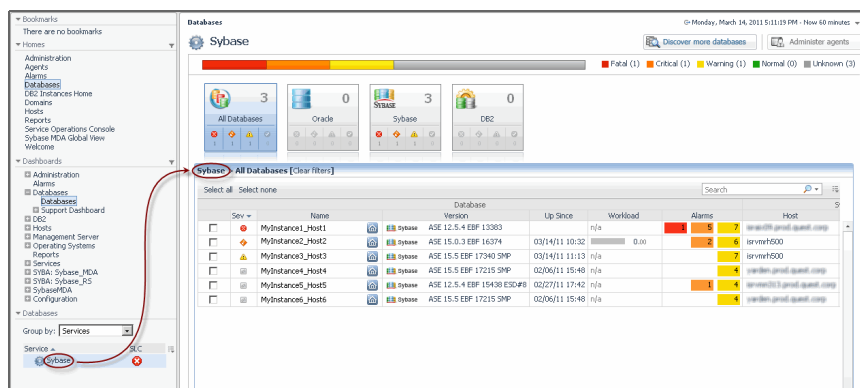 Bookmarks
There are no bookmarks
Homes
Administration
Agents
Alarms
Databases
DB2 Instances Home
Domains
Hosts
Reports
Service Operations Console
Sybase MDA Global View
Welcome
Dashboards
Administration
Alarms
Databases
Databases
Support Dashboard
DB2
Hosts
Management Server
Operating Systems
Reports
Services
SYBA: Sybase_MDA
SYBA: Sybase_RS
SybaseMDA
Configuration
Databases
Group by: Services
Service SLC
Sybase
Databases
Monday, March 14, 2011 5:11:19 PM - Now 60 minutes
Sybase
Discover more databases Administer agents
Fatal (1) Critical (1) Warning (1) Normal (0) Unknown (3)
3 0 SYBASE 3 0
All Databases Oracle Sybase DB2
1 1 1 3 0 0 0 0 1 1 1 3 0 0 0 0
Sybase - All Databases [Clear filters]
Select all Select none Search
Database
Sev Name Version Up Since Workload Alarms Host
MyInstance1_Host1 Sybase ASE 12.5.4 EBF 13383 n/a 1 5 7
MyInstance2_Host2 Sybase ASE 15.0.3 EBF 16374 03/14/11 10:32 0.00 2 6 isrvmrh500
MyInstance3_Host3 Sybase ASE 15.5 EBF 17340 SMP 03/14/11 11:13 n/a 7 isrvmrh500
MyInstance4_Host4 Sybase ASE 15.5 EBF 17215 SMP 02/06/11 15:48 n/a 4
MyInstance5_Host5 Sybase ASE 12.5.4 EBF 15438 ESD#8 02/27/11 17:42 n/a 1 4
MyInstance6_Host6 Sybase ASE 15.5 EBF 17215 SMP 02/06/11 15:48 n/a 4